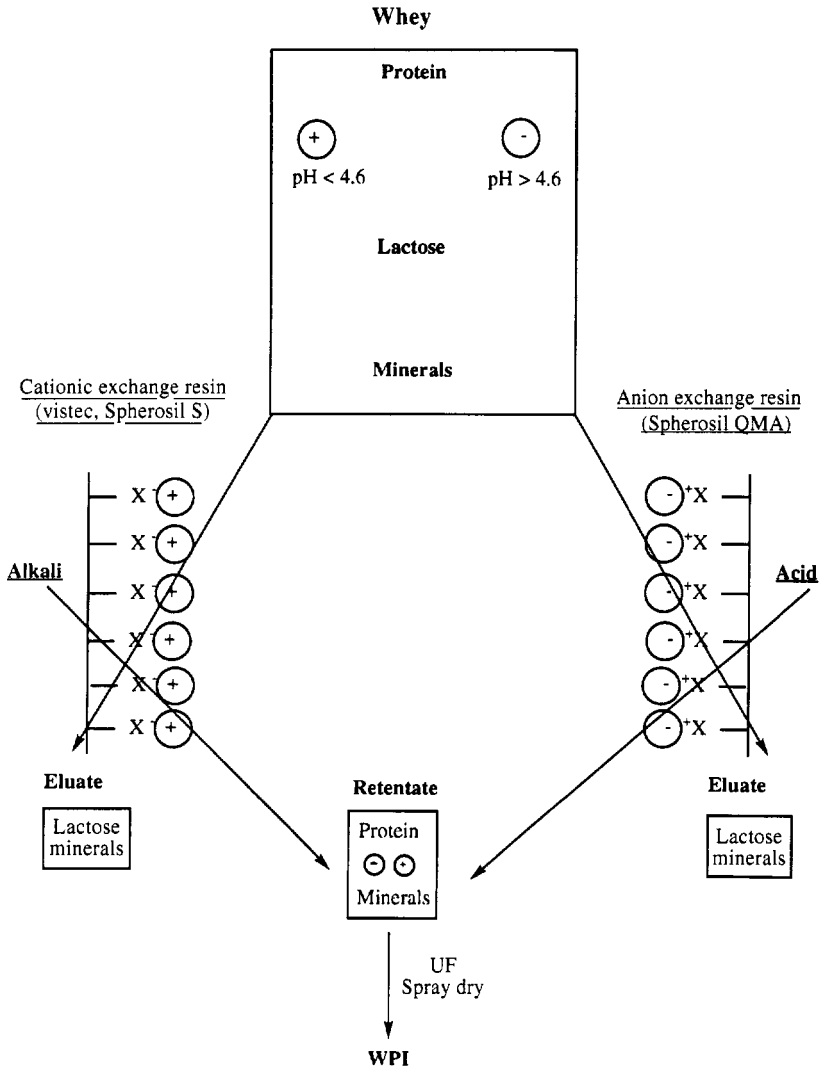 Whey
Protein
+ -
pH < 4.6 pH > 4.6
Lactose
Minerals
Cationic exchange resin
(vistec, Spherosil S)
Anion exchange resin
(Spherosil QMA)
X - + - +X
X - + - +X
X - + - +X
X - + - +X
X - + - +X
X - + - +X
Alkali
Acid
Eluate
Lactose
minerals
Retentate
Protein
- +
Minerals
Eluate
Lactose
minerals
UF
Spray dry
WPI